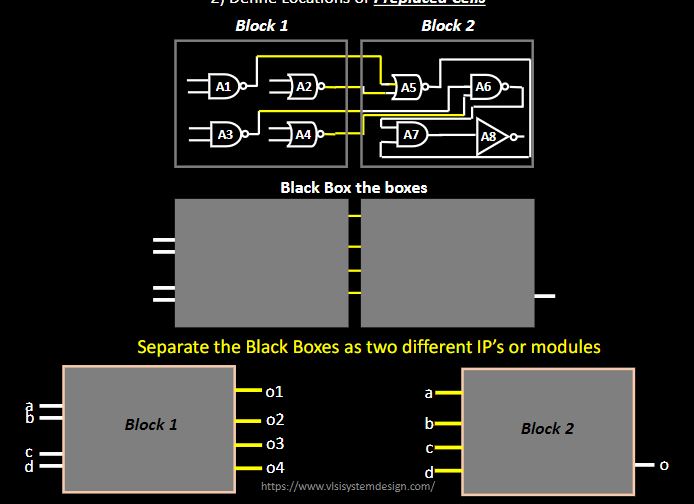 2) Define Locations of Preplaced Cells
Block 1 Block 2
A1 A2 A5 A6
A3 A4 A7 A8
Black Box the boxes
Separate the Black Boxes as two different IP's or modules
a o1 a
b o2 b
Block 1 Block 2
c o3 c
d o4 d o
https://www.vlsisystemdesign.com/